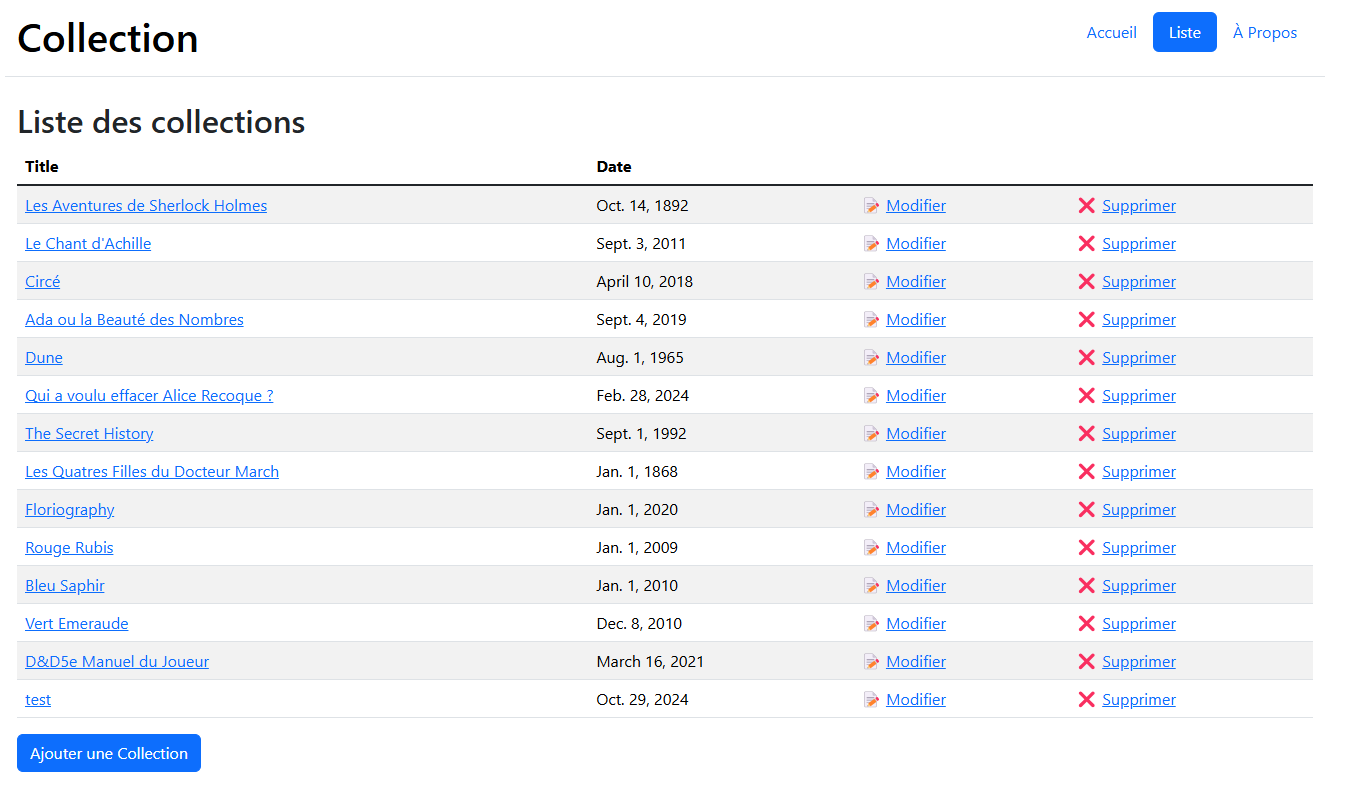 Collection
Accueil Liste À Propos
Liste des collections
Title Date
Les Aventures de Sherlock Holmes Oct. 14, 1892 Modifier Supprimer
Le Chant d'Achille Sept. 3, 2011 Modifier Supprimer
Circé April 10, 2018 Modifier Supprimer
Ada ou la Beauté des Nombres Sept. 4, 2019 Modifier Supprimer
Dune Aug. 1, 1965 Modifier Supprimer
Qui a voulu effacer Alice Recoque ? Feb. 28, 2024 Modifier Supprimer
The Secret History Sept. 1, 1992 Modifier Supprimer
Les Quatres Filles du Docteur March Jan. 1, 1868 Modifier Supprimer
Floriography Jan. 1, 2020 Modifier Supprimer
Rouge Rubis Jan. 1, 2009 Modifier Supprimer
Bleu Saphir Jan. 1, 2010 Modifier Supprimer
Vert Emeraude Dec. 8, 2010 Modifier Supprimer
D&D5e Manuel du Joueur March 16, 2021 Modifier Supprimer
test Oct. 29, 2024 Modifier Supprimer
Ajouter une Collection